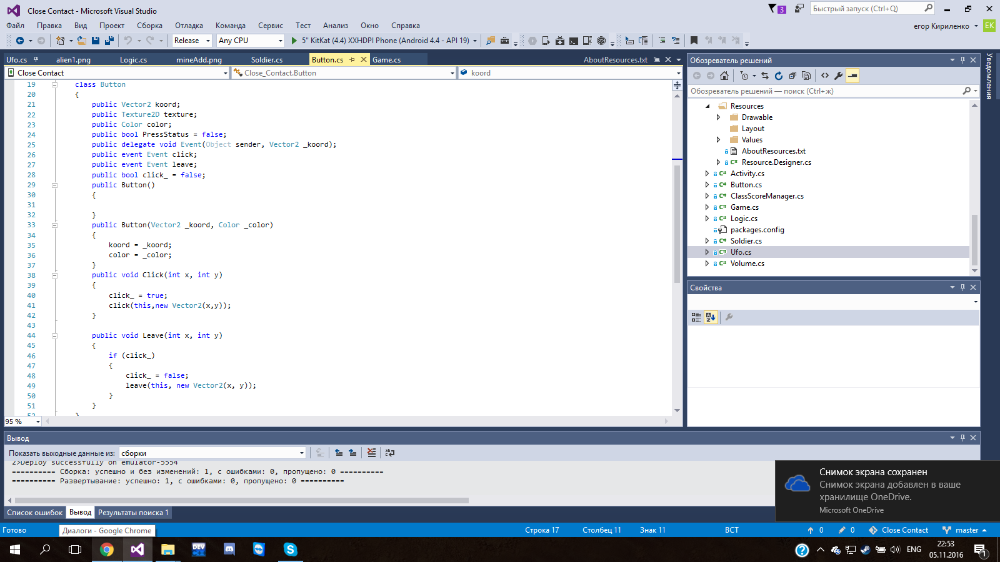 Close Contact - Microsoft Visual Studio
3
Быстрый запуск (Ctrl+Q)
Файл Правка Вид Проект Сборка Отладка Команда Сервис Тест Анализ Окно Справка
егор Кириленко EK
Release Any CPU 5" KitKat (4.4) XXHDPI Phone (Android 4.4 - API 19)
Ufo.cs alien1.png Logic.cs mineAdd.png Soldier.cs Button.cs Game.cs AboutResources.txt
Close Contact Close_Contact.Button koord
19 class Button
20 {
21 public Vector2 koord;
22 public Texture2D texture;
23 public Color color;
24 public bool PressStatus = false;
25 public delegate void Event(Object sender, Vector2 _koord);
26 public event Event click;
27 public event Event leave;
28 public bool click_ = false;
29 public Button()
30 {
31
32 }
33 public Button(Vector2 _koord, Color _color)
34 {
35 koord = _koord;
36 color = _color;
37 }
38 public void Click(int x, int y)
39 {
40 click_ = true;
41 click(this,new Vector2(x,y));
42 }
43
44 public void Leave(int x, int y)
45 {
46 if (click_)
47 {
48 click_ = false;
49 leave(this, new Vector2(x, y));
50 }
51 }
52 }
95 %
Обозреватель решений
Обозреватель решений — поиск (Ctrl+ж)
Resources
Drawable
Layout
Values
AboutResources.txt
Resource.Designer.cs
Activity.cs
Button.cs
ClassScoreManager.cs
Game.cs
Logic.cs
packages.config
Soldier.cs
Ufo.cs
Volume.cs
Уведомления
Свойства
Вывод
Показать выходные данные из: сборки
2>Deploy successfully on emulator-5554
========== Сборка: успешно и без изменений: 1, с ошибками: 0, пропущено: 0 ==========
========== Развертывание: успешно: 1, с ошибками: 0, пропущено: 0 ==========
Список ошибок Вывод Результаты поиска 1
Снимок экрана сохранен
Снимок экрана добавлен в ваше
хранилище OneDrive.
Microsoft OneDrive
Готово
Диалоги - Google Chrome
Строка 17 Столбец 11 Знак 11 ВСТ 0 0 Close Contact master
DEV
ENG
22:53
05.11.2016
1